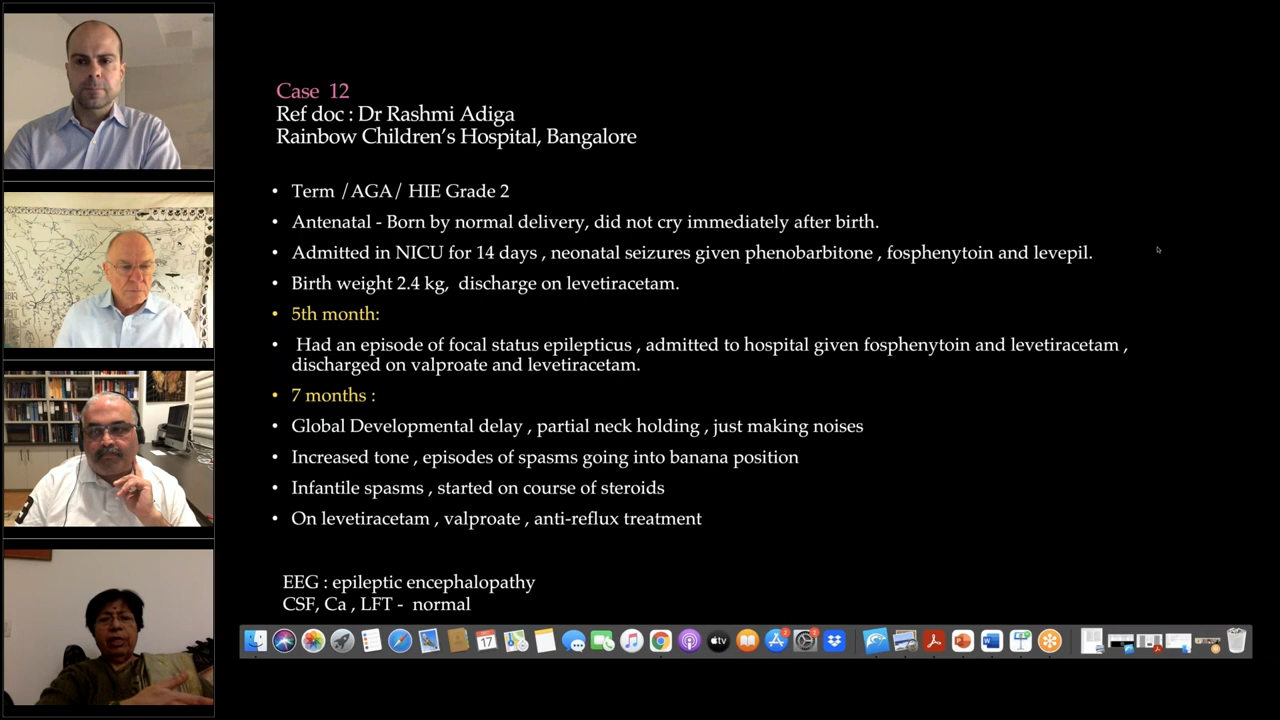 Case 12
Ref doc : Dr Rashmi Adiga
Rainbow Children's Hospital, Bangalore
• Term /AGA/ HIE Grade 2
• Antenatal - Born by normal delivery, did not cry immediately after birth.
• Admitted in NICU for 14 days , neonatal seizures given phenobarbitone , fosphenytoin and levepil.
• Birth weight 2.4 kg, discharge on levetiracetam.
• 5th month:
• Had an episode of focal status epilepticus , admitted to hospital given fosphenytoin and levetiracetam ,
discharged on valproate and levetiracetam.
• 7 months :
• Global Developmental delay , partial neck holding , just making noises
• Increased tone , episodes of spasms going into banana position
• Infantile spasms , started on course of steroids
• On levetiracetam , valproate , anti-reflux treatment
EEG : epileptic encephalopathy
CSF, Ca , LFT - normal
17
tv